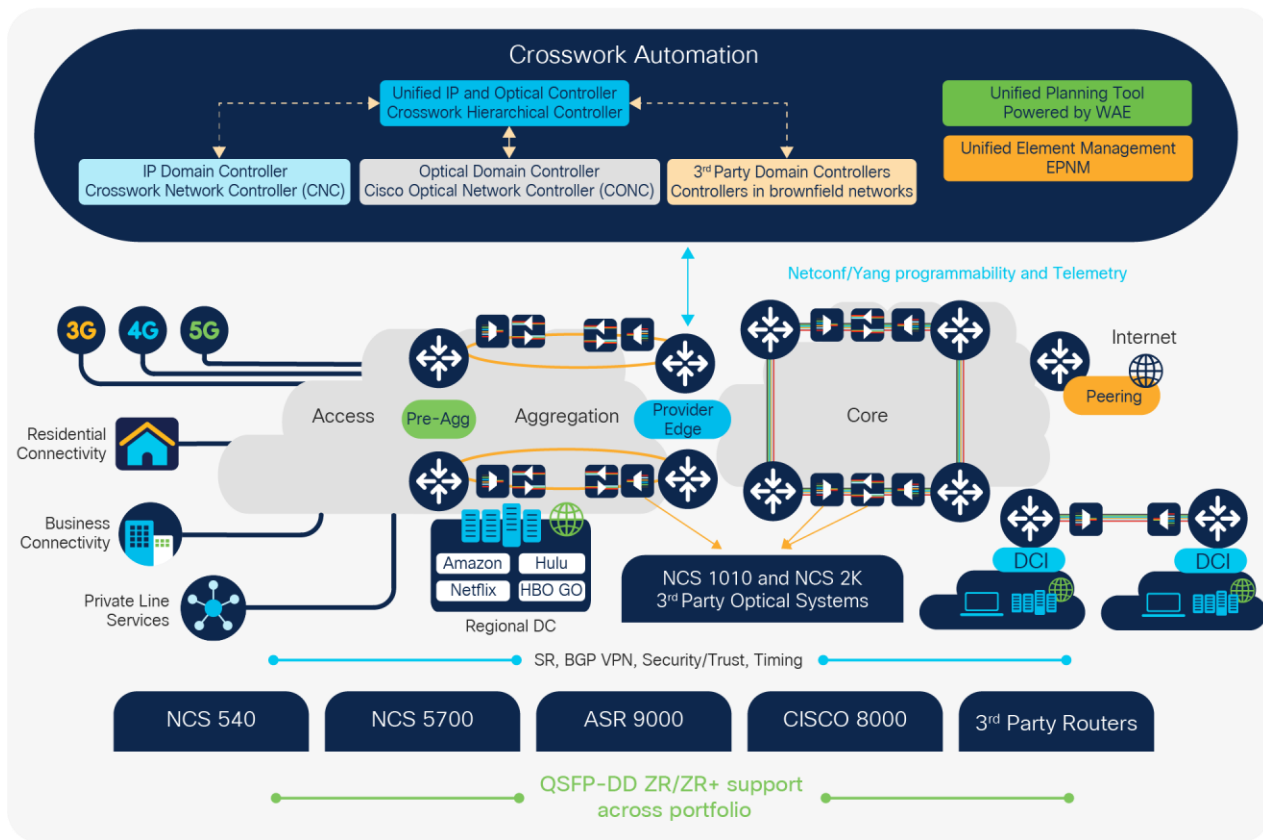 Crosswork Automation
Unified IP and Optical Controller
Crosswork Hierarchical Controller
Unified Planning Tool
Powered by WAE
Unified Element Management
EPNM
IP Domain Controller
Crosswork Network Controller (CNC)
Optical Domain Controller
Cisco Optical Network Controller (CONC)
3rd Party Domain Controllers
Controllers in brownfield networks
Netconf/Yang programmability and Telemetry
3G
4G
5G
Internet
Peering
Access
Pre-Agg
Aggregation
Provider
Edge
Core
Residential
Connectivity
Business
Connectivity
Private Line
Services
Amazon
Hulu
Netflix
HBO GO
Regional DC
NCS 1010 and NCS 2K
3rd Party Optical Systems
DCI
DCI
SR, BGP VPN, Security/Trust, Timing
NCS 540
NCS 5700
ASR 9000
CISCO 8000
3rd Party Routers
QSFP-DD ZR/ZR+ support
across portfolio